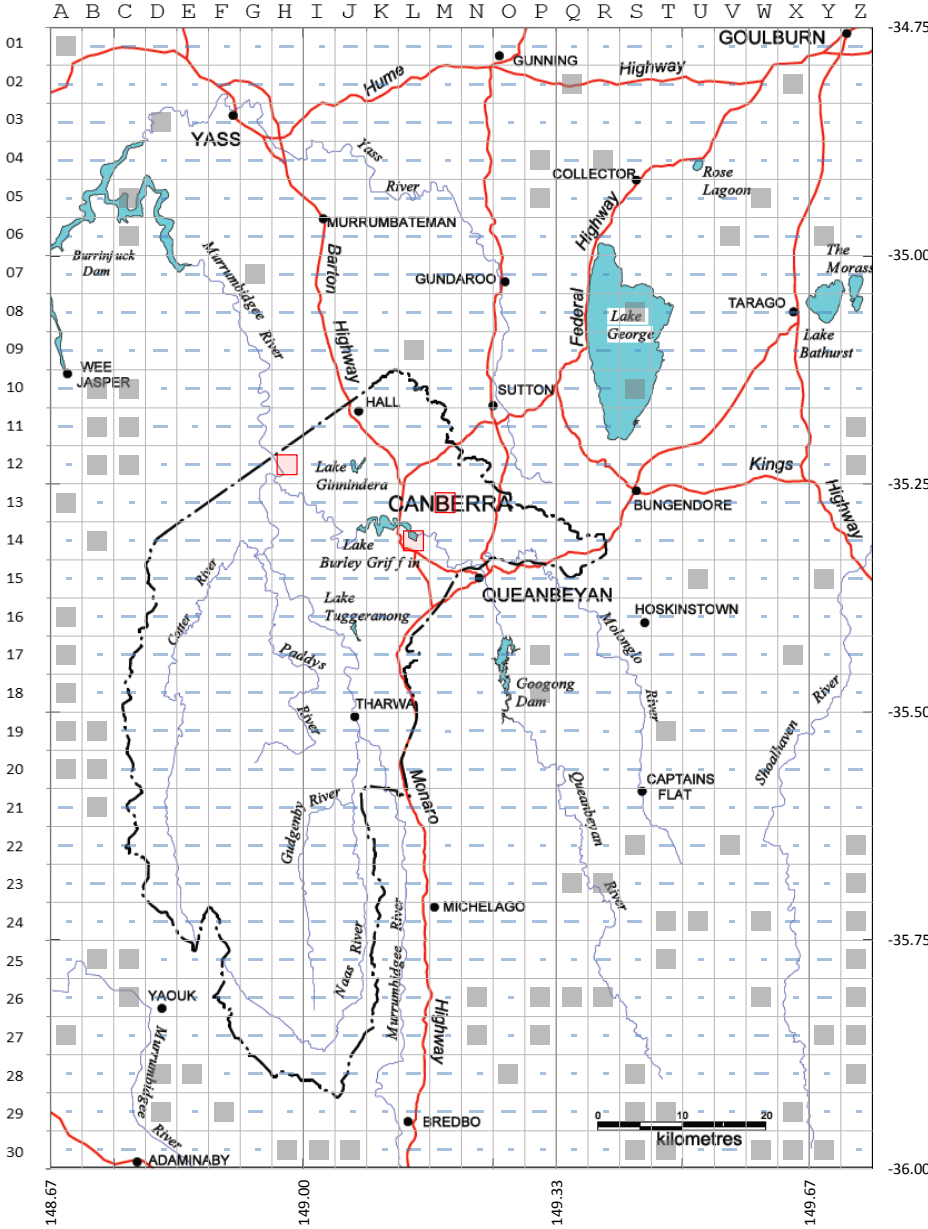 A B C D E F G H I J K L M N O P Q R S T U V W X Y Z
-34.75
01
GOULBURN
GUNNING
Hume
Highway
02
03
YASS
Yass
River
04
COLLECTOR
Rose
Lagoon
05
MURRUMBATEMAN
Highway
06
Burrinjuck
Dam
Murrumbidgee
River
Barton
Highway
-35.00
The
Morass
07
GUNDAROO
Federal
08
Lake
George
TARAGO
Lake
Bathurst
09
WEE
JASPER
10
HALL
SUTTON
11
12
Lake
Ginnindera
Kings
Highway
-35.25
13
CANBERRA
BUNGENDORE
14
Lake
Burley Griffin
15
QUEANBEYAN
River
Cotter
Lake
Tuggeranong
HOSKINSTOWN
16
Molonglo
River
17
Paddys
River
18
Googong
Dam
THARWA
River
Shoalhaven
-35.50
19
20
Monaro
CAPTAINS
FLAT
21
Gudgenby
River
Queanbeyan
River
22
23
24
MICHELAGO
-35.75
25
Naas
River
Murrumbidgee
River
26
YAOUK
Highway
27
Murrumbidgee
River
28
29
BREDBO
0 10 20
kilometres
30
ADAMINABY
-36.00
148.67 149.00 149.33 149.67